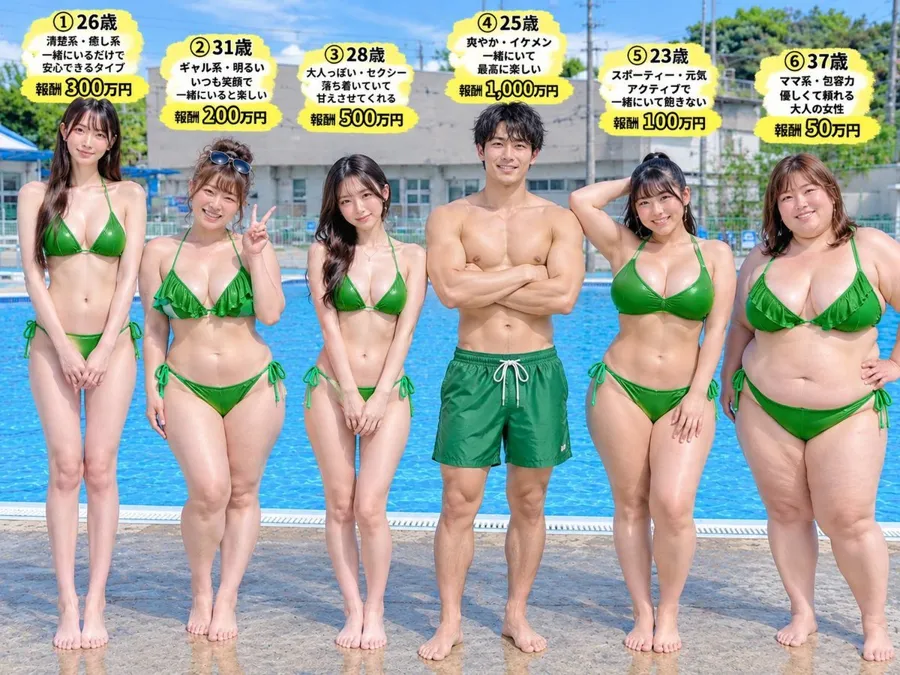 ① 26歳
清楚系・癒し系
一緒にいるだけで
安心できるタイプ
報酬 300万円
② 31歳
ギャル系・明るい
いつも笑顔で
一緒にいると楽しい
報酬 200万円
③ 28歳
大人っぽい・セクシー
落ち着いていて
甘えさせてくれる
報酬 500万円
④ 25歳
爽やか・イケメン
一緒にいて
最高に楽しい
報酬 1,000万円
⑤ 23歳
スポーティー・元気
アクティブで
一緒にいて飽きない
報酬 100万円
⑥ 37歳
ママ系・包容力
優しくて頼れる
大人の女性
報酬 50万円